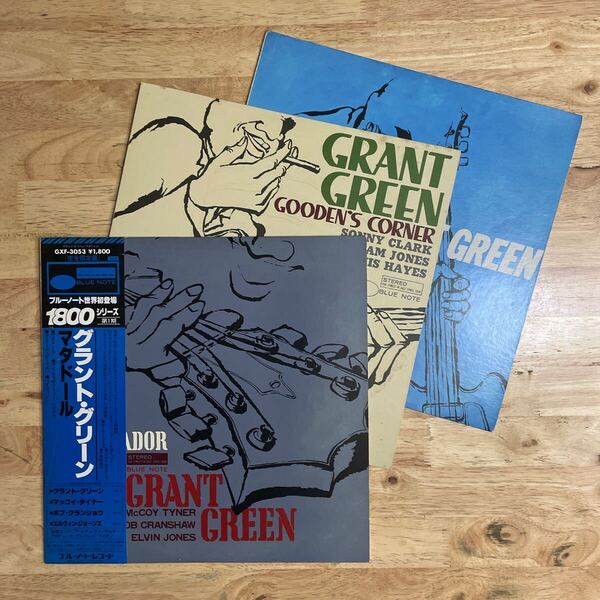 GRANT
GREEN
GOODEN'S CORNER
SONNY CLARK
AM JONES
IS HAYES
STEREO
BLUE NOTE
GREEN
GXF-3053 ¥1,800
BLUE NOTE
ブルーノート世界初登場
1800シリーズ
第1期
グラント・グリーン
マタドール
●グラント・グリーン
●マッコイ・タイナー
●ボブ・クランショウ
●エルヴィン・ジョーンズ
ブルーノート・レコード
ADOR
STEREO
BLUE NOTE
GRANT
GREEN
McCOY TYNER
OB CRANSHAW
ELVIN JONES